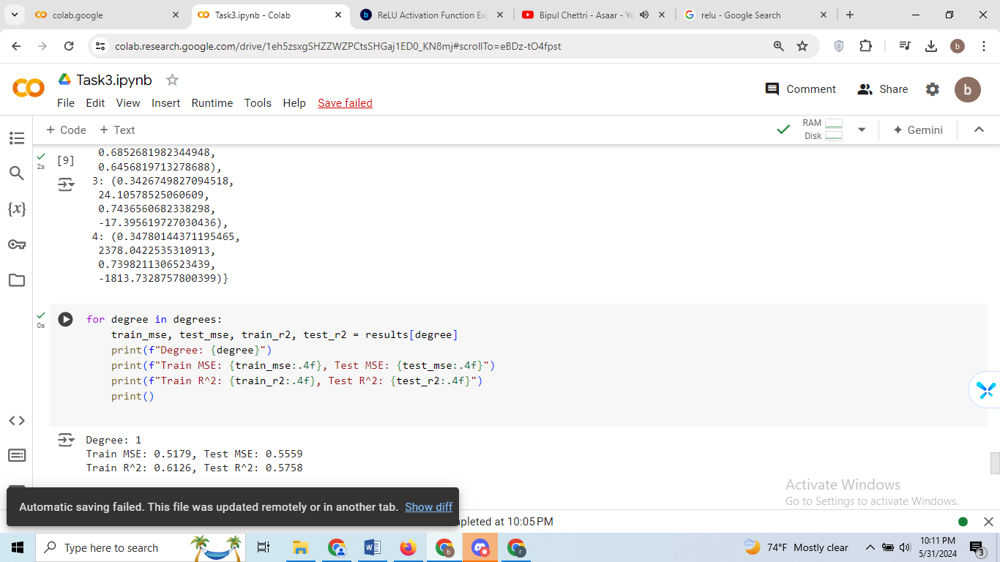 colab.google
Task3.ipynb - Colab
ReLU Activation Function Ex
Bipul Chettri - Asaar - Yo
relu - Google Search
colab.research.google.com/drive/1eh5zsxgSHZZWZPCtsSHGaj1ED0_KN8mj#scrollTo=eBDz-tO4fpst
b
Task3.ipynb
Comment
Share
b
File Edit View Insert Runtime Tools Help Save failed
+ Code + Text
RAM
Disk
Gemini
[9]
2s
0.6852681982344948,
0.6456819713278688),
3: (0.3426749827094518,
24.10578525060609,
0.7436560682338298,
-17.395619727030436),
4: (0.34780144371195465,
2378.0422535310913,
0.7398211306523439,
-1813.7328757800399)}
{x}
0s
for degree in degrees:
    train_mse, test_mse, train_r2, test_r2 = results[degree]
    print(f"Degree: {degree}")
    print(f"Train MSE: {train_mse:.4f}, Test MSE: {test_mse:.4f}")
    print(f"Train R^2: {train_r2:.4f}, Test R^2: {test_r2:.4f}")
    print()
Degree: 1
Train MSE: 0.5179, Test MSE: 0.5559
Train R^2: 0.6126, Test R^2: 0.5758
Activate Windows
Go to Settings to activate Windows.
Automatic saving failed. This file was updated remotely or in another tab. Show diff
pleted at 10:05 PM
Type here to search
74°F Mostly clear
10:11 PM
5/31/2024
3